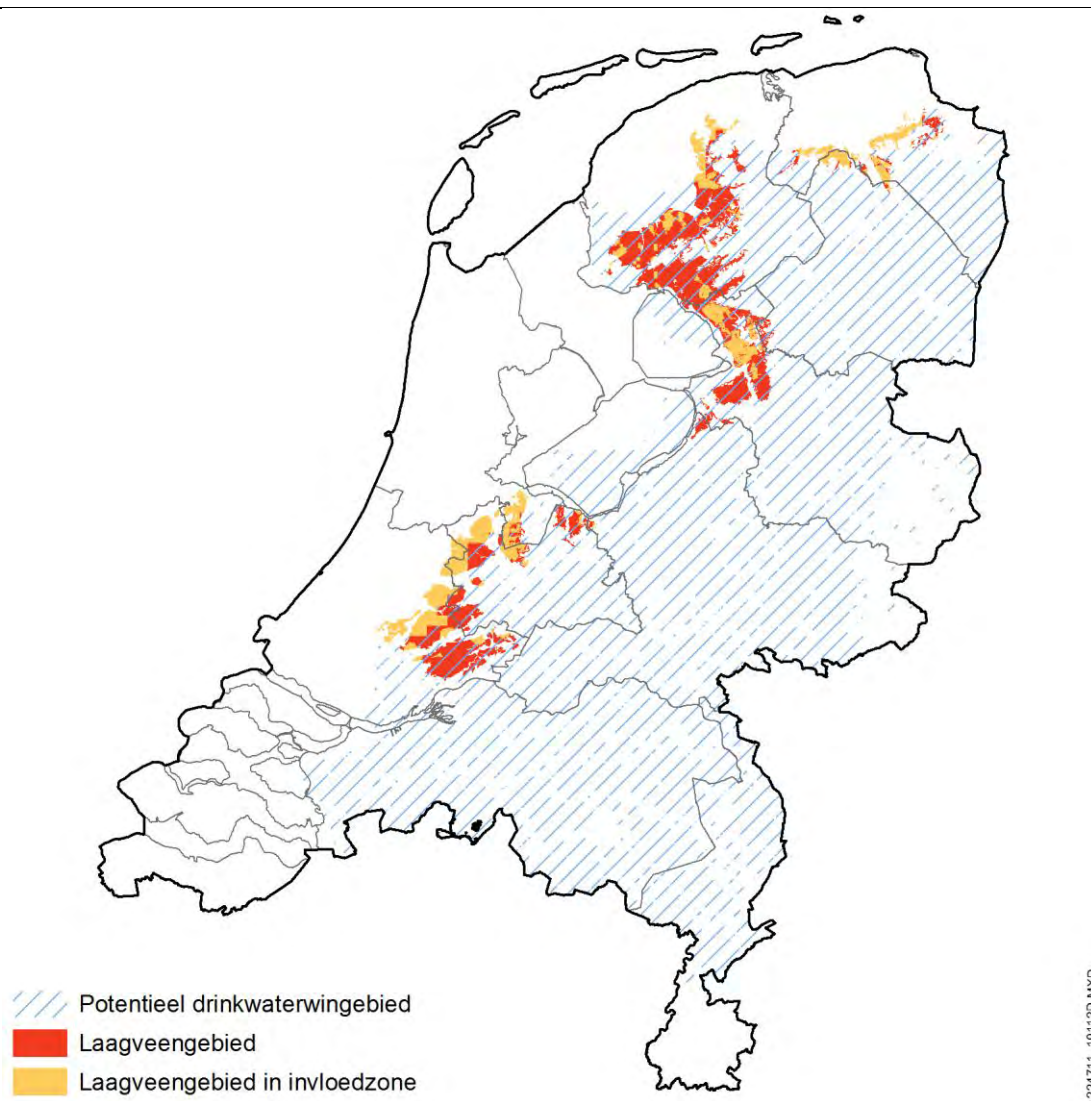 Potentieel drinkwaterwingebied
Laagveengebied
Laagveengebied in invloedzone